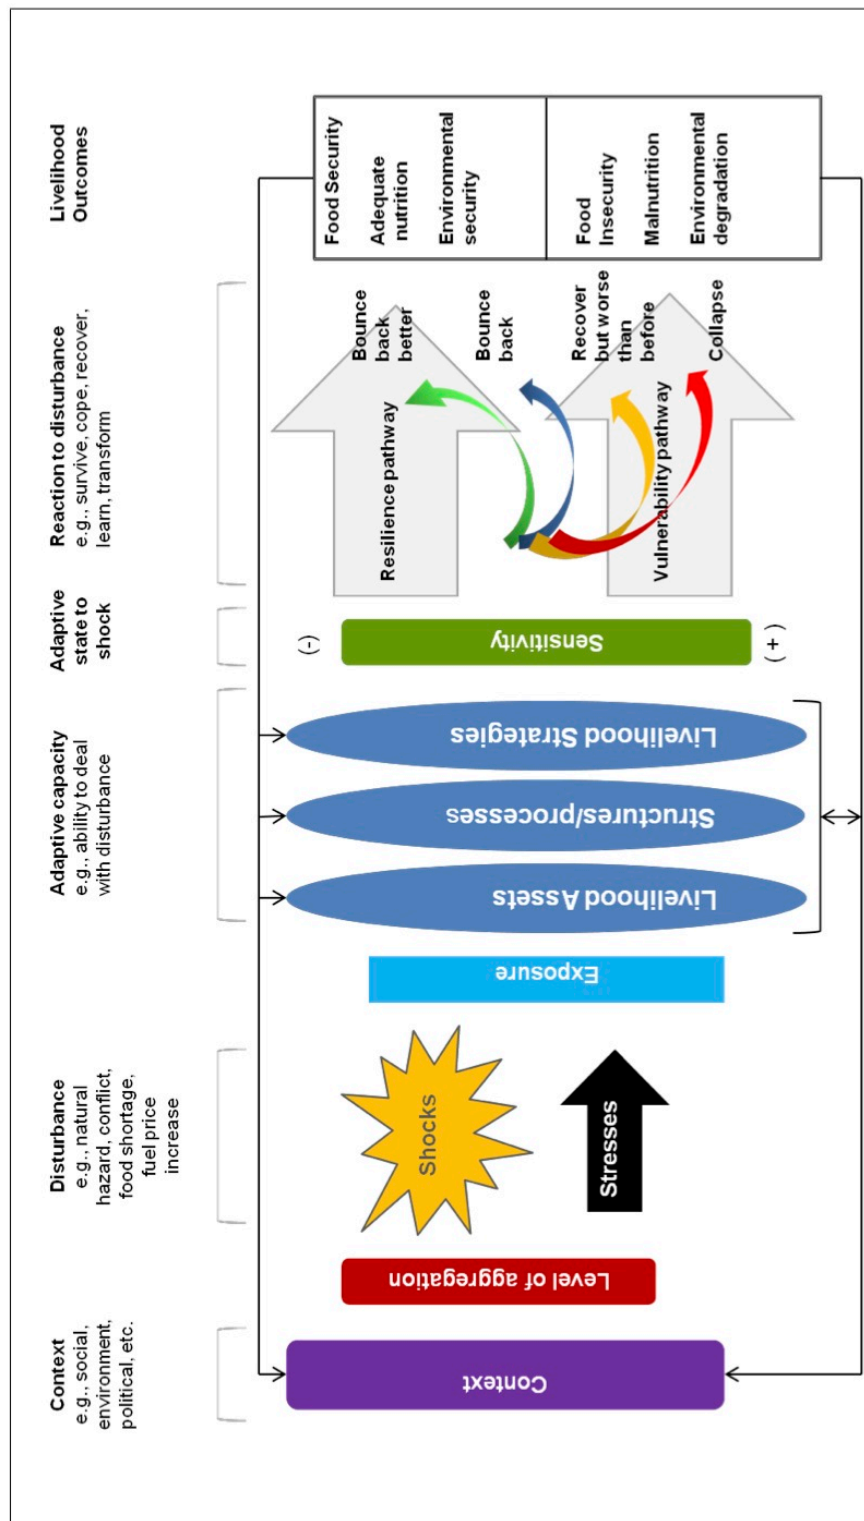 Context
e.g., social,
environment,
political, etc.
Disturbance
e.g., natural
hazard, conflict,
food shortage,
fuel price
increase
Adaptive capacity
e.g., ability to deal
with disturbance
Adaptive
state to
shock
Reaction to disturbance
e.g., survive, cope, recover,
learn, transform
Livelihood
Outcomes
Context
Level of aggregation
Shocks
Stresses
Exposure
Livelihood Assets
Structures/processes
Livelihood Strategies
(-)
Sensitivity
(+)
Resilience pathway
Vulnerability pathway
Bounce
back
better
Bounce
back
Recover
but worse
than
before
Collapse
Food Security
Adequate
nutrition
Environmental
security
Food
Insecurity
Malnutrition
Environmental
degradation